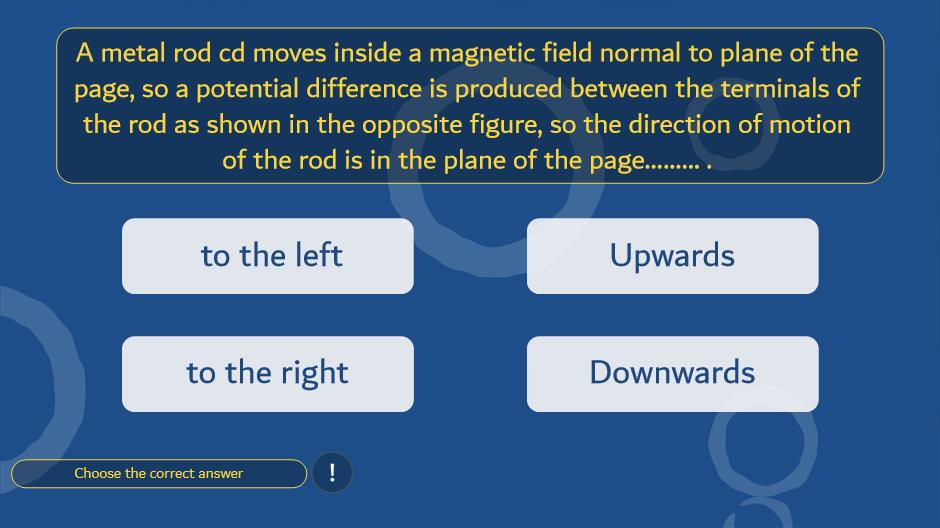 A metal rod cd moves inside a magnetic field normal to plane of the
page, so a potential difference is produced between the terminals of
the rod as shown in the opposite figure, so the direction of motion
of the rod is in the plane of the page......... .
to the left
Upwards
to the right
Downwards
Choose the correct answer
!